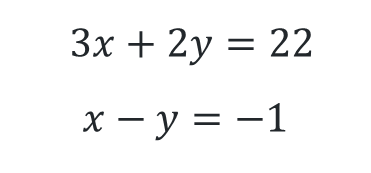 3x + 2y = 22
x − y = −1